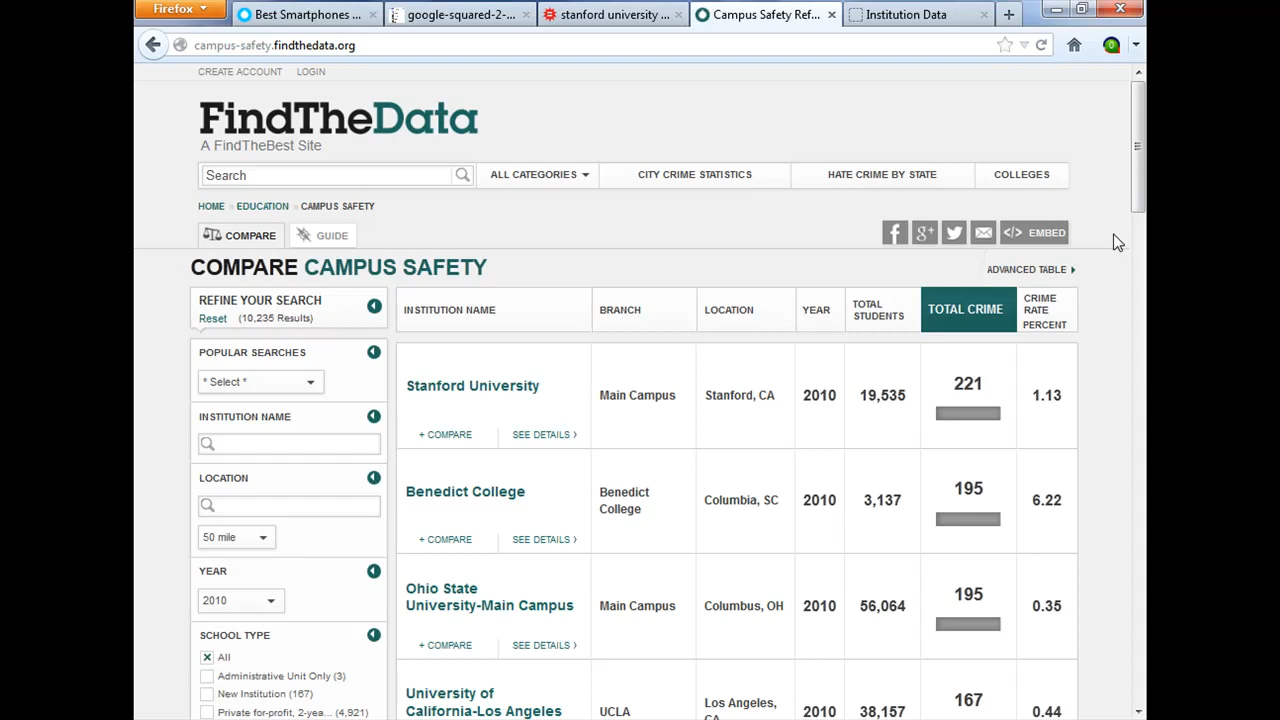 Firefox
Best Smartphones ...
google-squared-2-...
stanford university ...
Campus Safety Ref...
Institution Data
campus-safety.findthedata.org
CREATE ACCOUNT LOGIN
FindTheData
A FindTheBest Site
Search
ALL CATEGORIES
CITY CRIME STATISTICS
HATE CRIME BY STATE
COLLEGES
HOME » EDUCATION » CAMPUS SAFETY
COMPARE
GUIDE
EMBED
COMPARE CAMPUS SAFETY
ADVANCED TABLE
REFINE YOUR SEARCH
Reset (10,235 Results)
POPULAR SEARCHES
* Select *
INSTITUTION NAME
LOCATION
50 mile
YEAR
2010
SCHOOL TYPE
All
Administrative Unit Only (3)
New Institution (167)
Private for-profit, 2-yea... (4,921)
INSTITUTION NAME
BRANCH
LOCATION
YEAR
TOTAL STUDENTS
TOTAL CRIME
CRIME RATE PERCENT
Stanford University
Main Campus
Stanford, CA
2010
19,535
221
1.13
+ COMPARE
SEE DETAILS ›
Benedict College
Benedict College
Columbia, SC
2010
3,137
195
6.22
+ COMPARE
SEE DETAILS ›
Ohio State
University-Main Campus
Main Campus
Columbus, OH
2010
56,064
195
0.35
+ COMPARE
SEE DETAILS ›
University of
California-Los Angeles
UCLA
Los Angeles,
CA
2010
38,157
167
0.44